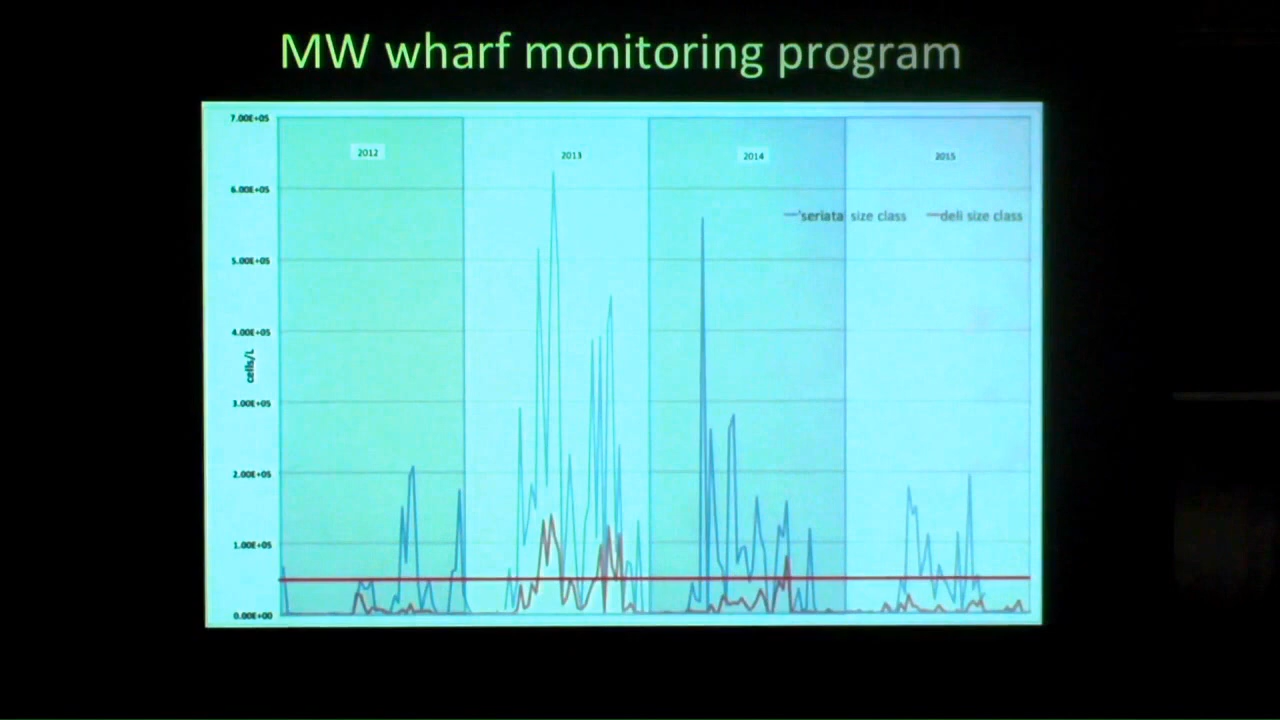 MW wharf monitoring program
7.00E+05
2012
2013
2014
2015
6.00E+05
'seriata size class
deli size class
5.00E+05
4.00E+05
cells/L
3.00E+05
2.00E+05
1.00E+05
0.00E+00